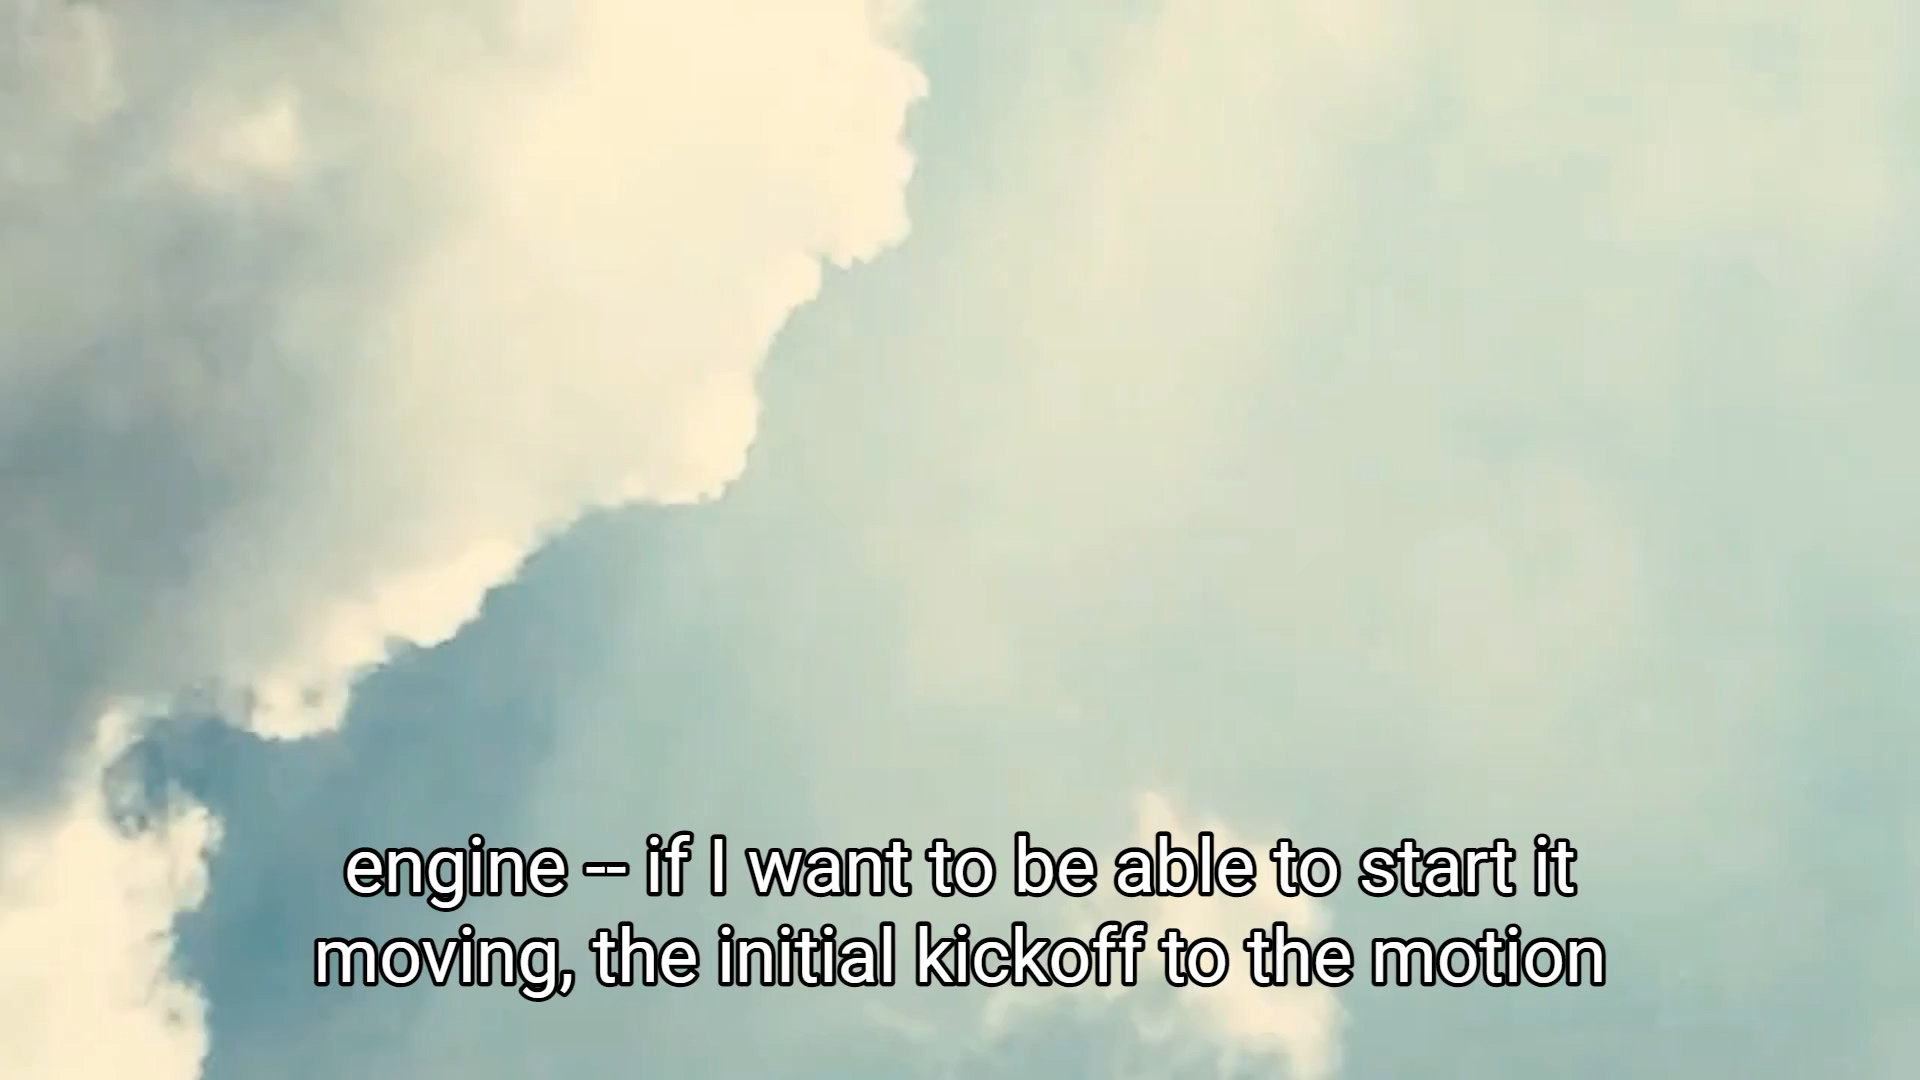 engine -- if I want to be able to start it
moving, the initial kickoff to the motion